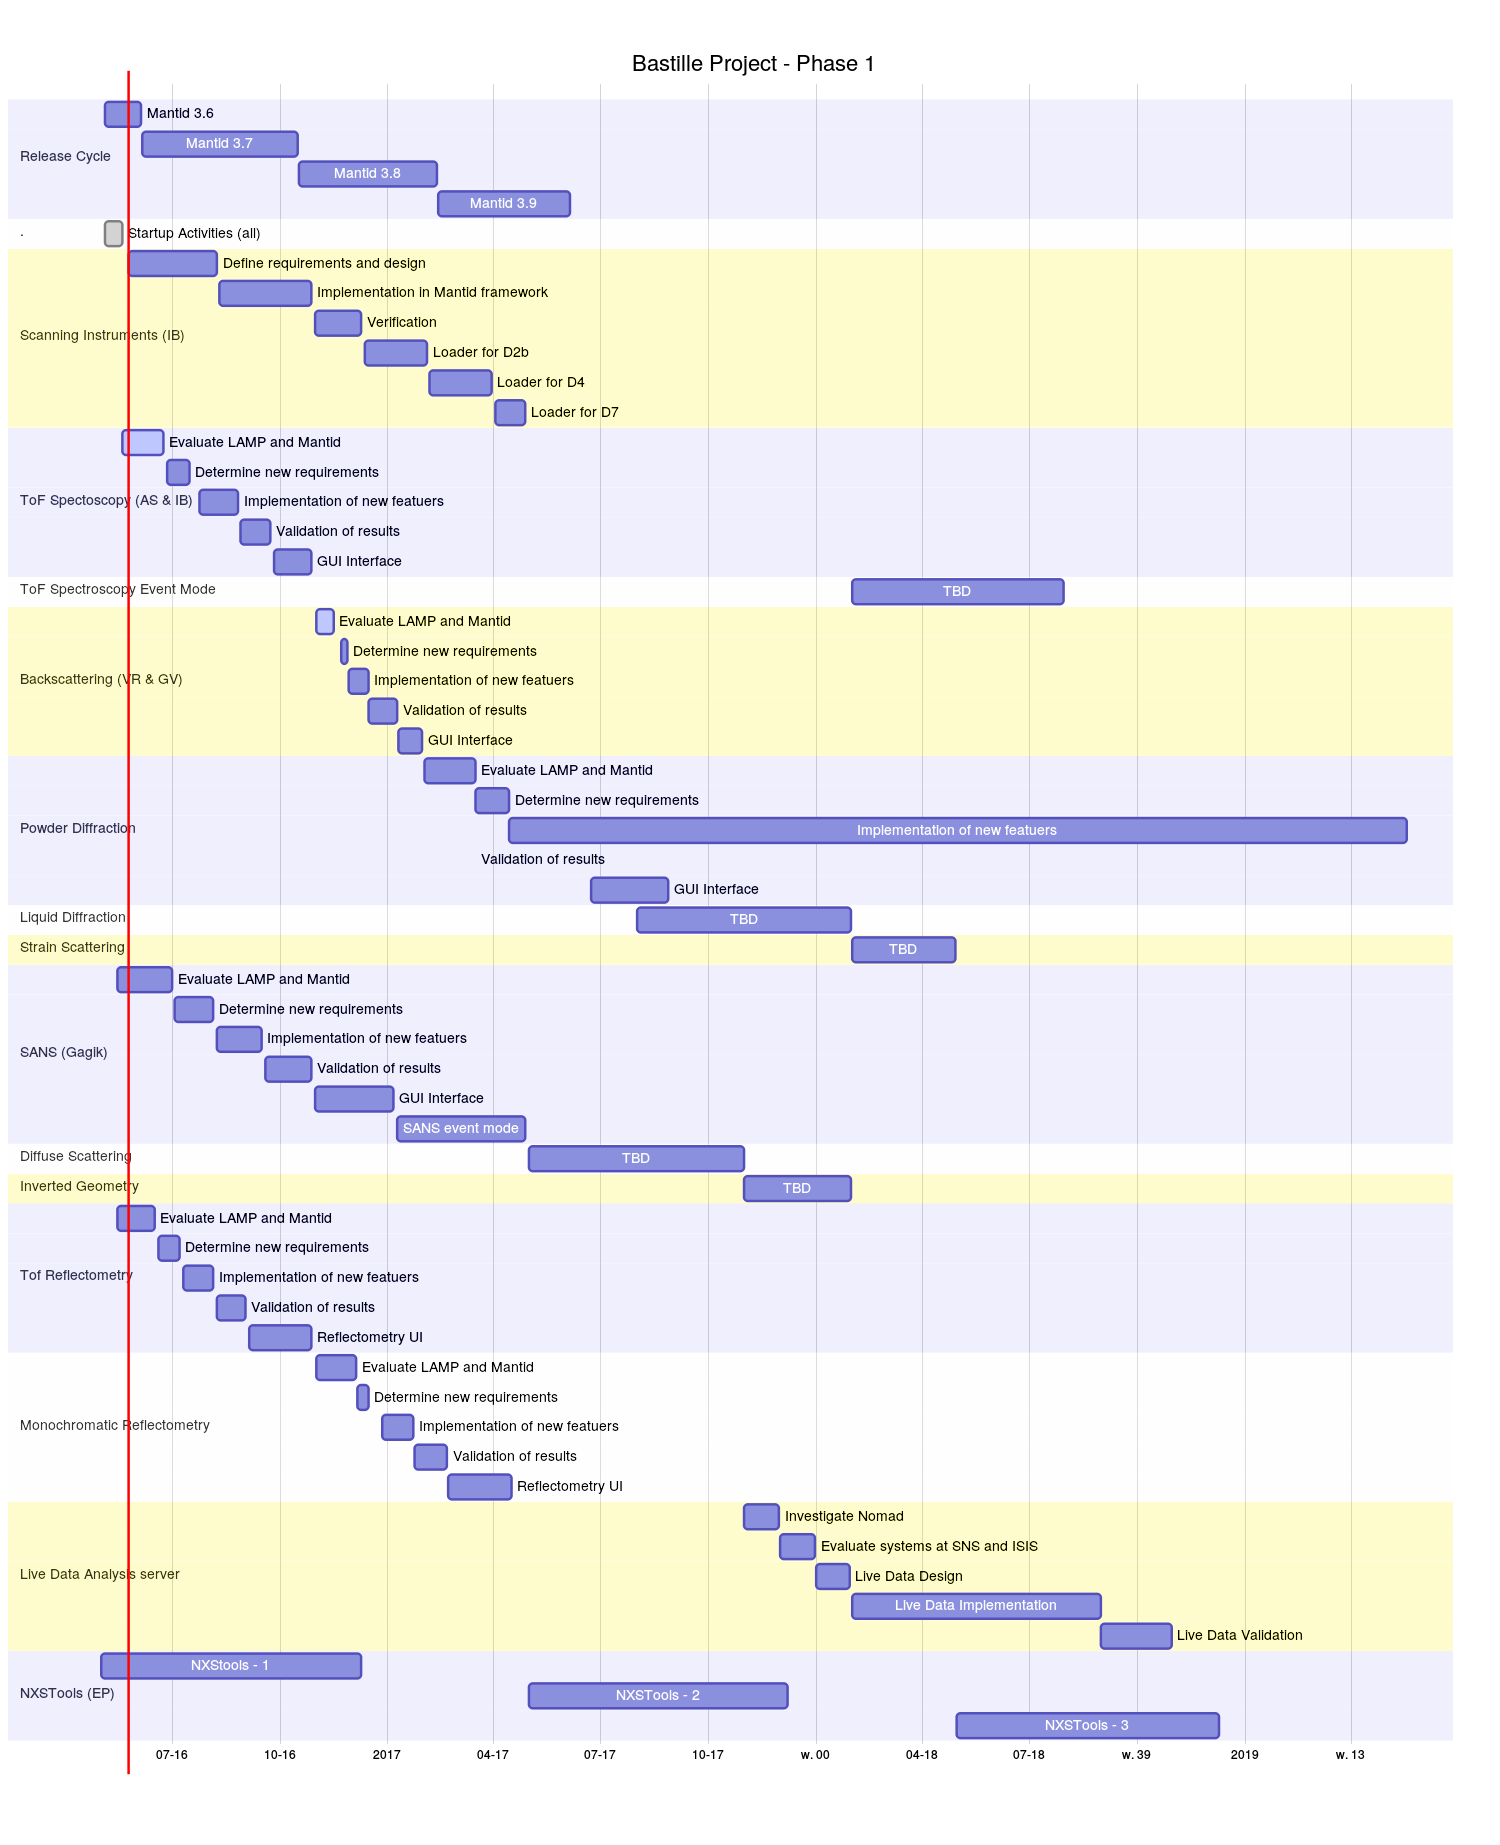 Bastille Project - Phase 1
Mantid 3.6
Mantid 3.7
Release Cycle
Mantid 3.8
Mantid 3.9
.
Startup Activities (all)
Define requirements and design
Implementation in Mantid framework
Verification
Scanning Instruments (IB)
Loader for D2b
Loader for D4
Loader for D7
Evaluate LAMP and Mantid
Determine new requirements
ToF Spectoscopy (AS & IB)
Implementation of new featuers
Validation of results
GUI Interface
ToF Spectroscopy Event Mode
TBD
Evaluate LAMP and Mantid
Determine new requirements
Backscattering (VR & GV)
Implementation of new featuers
Validation of results
GUI Interface
Evaluate LAMP and Mantid
Determine new requirements
Powder Diffraction
Implementation of new featuers
Validation of results
GUI Interface
Liquid Diffraction
TBD
Strain Scattering
TBD
Evaluate LAMP and Mantid
Determine new requirements
Implementation of new featuers
SANS (Gagik)
Validation of results
GUI Interface
SANS event mode
Diffuse Scattering
TBD
Inverted Geometry
TBD
Evaluate LAMP and Mantid
Determine new requirements
Tof Reflectometry
Implementation of new featuers
Validation of results
Reflectometry UI
Evaluate LAMP and Mantid
Determine new requirements
Monochromatic Reflectometry
Implementation of new featuers
Validation of results
Reflectometry UI
Investigate Nomad
Evaluate systems at SNS and ISIS
Live Data Analysis server
Live Data Design
Live Data Implementation
Live Data Validation
NXStools - 1
NXSTools (EP)
NXSTools - 2
NXSTools - 3
07-16 10-16 2017 04-17 07-17 10-17 w. 00 04-18 07-18 w. 39 2019 w. 13